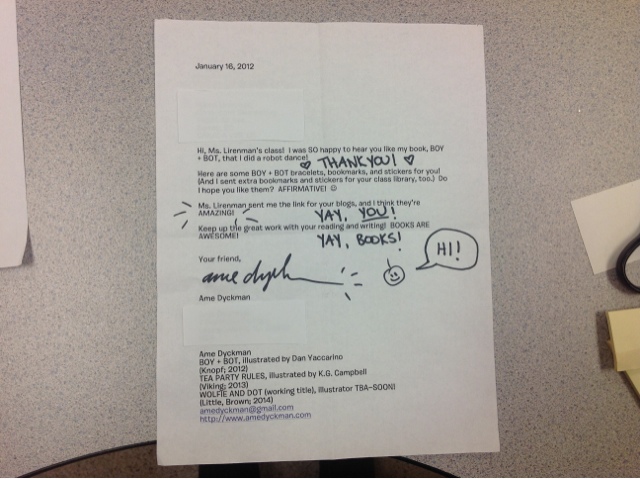 January 16, 2012
Hi, Ms. Lirenman's class! I was SO happy to hear you like my book, BOY
+ BOT, that I did a robot dance! ♡ THANK YOU! ♡
Here are some BOY + BOT bracelets, bookmarks, and stickers for you!
(And I sent extra bookmarks and stickers for your class library, too.) Do
I hope you like them? AFFIRMATIVE! ☺
Ms. Lirenman sent me the link for your blogs, and I think they're
AMAZING! YAY, YOU!
Keep up the great work with your reading and writing! BOOKS ARE
AWESOME! YAY, BOOKS!
HI!!
Your friend,
ame dyckman
Ame Dyckman
Ame Dyckman
BOY + BOT, illustrated by Dan Yaccarino
(Knopf; 2012)
TEA PARTY RULES, illustrated by K.G. Campbell
(Viking; 2013)
WOLFIE AND DOT (working title), illustrator TBA-SOON!
(Little, Brown; 2014)
amedyckman@gmail.com
http://www.amedyckman.com